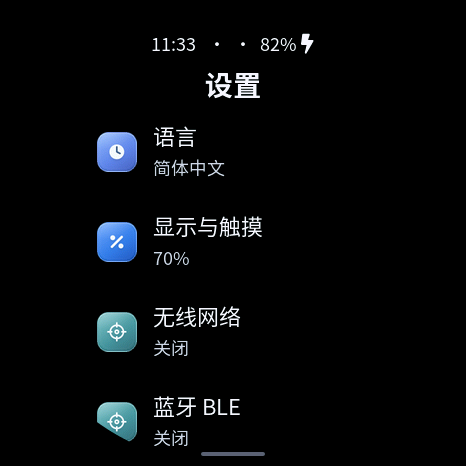 11:33 • • 82%
设置
语言
简体中文
显示与触摸
70%
无线网络
关闭
蓝牙 BLE
关闭